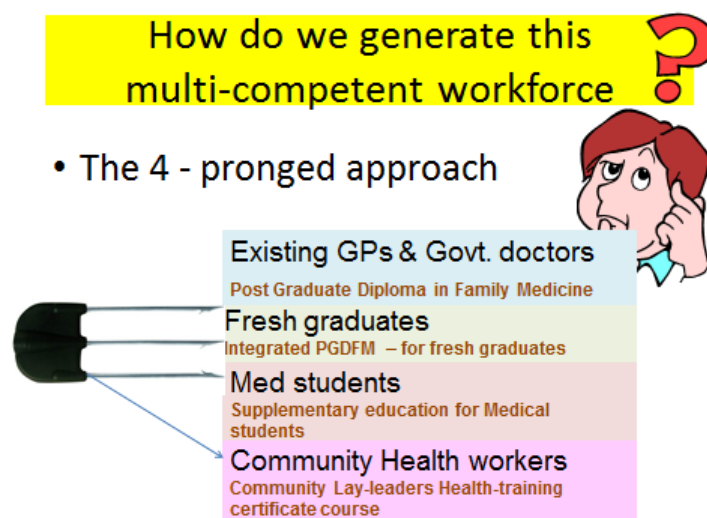 How do we generate this
multi-competent workforce
• The 4 - pronged approach
Existing GPs & Govt. doctors
Post Graduate Diploma in Family Medicine
Fresh graduates
Integrated PGDFM – for fresh graduates
Med students
Supplementary education for Medical
students
Community Health workers
Community Lay-leaders Health-training
certificate course